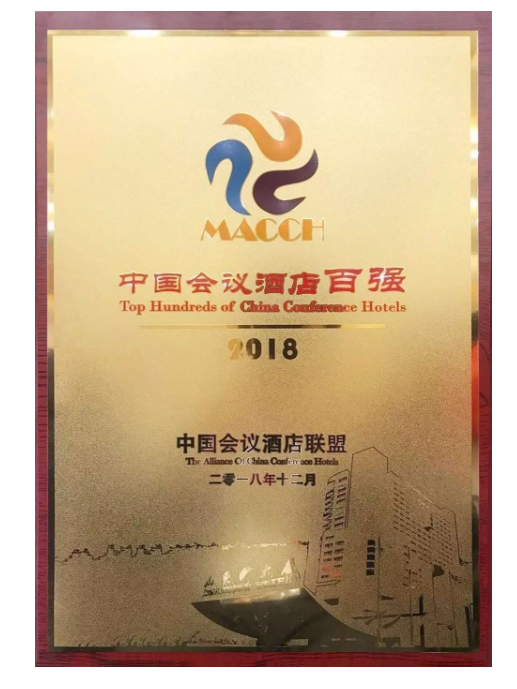 MACCH
中国会议酒店百强
Top Hundreds of China Conference Hotels
2018
中国会议酒店联盟
The Alliance Of China Conference Hotels
二零一八年十二月